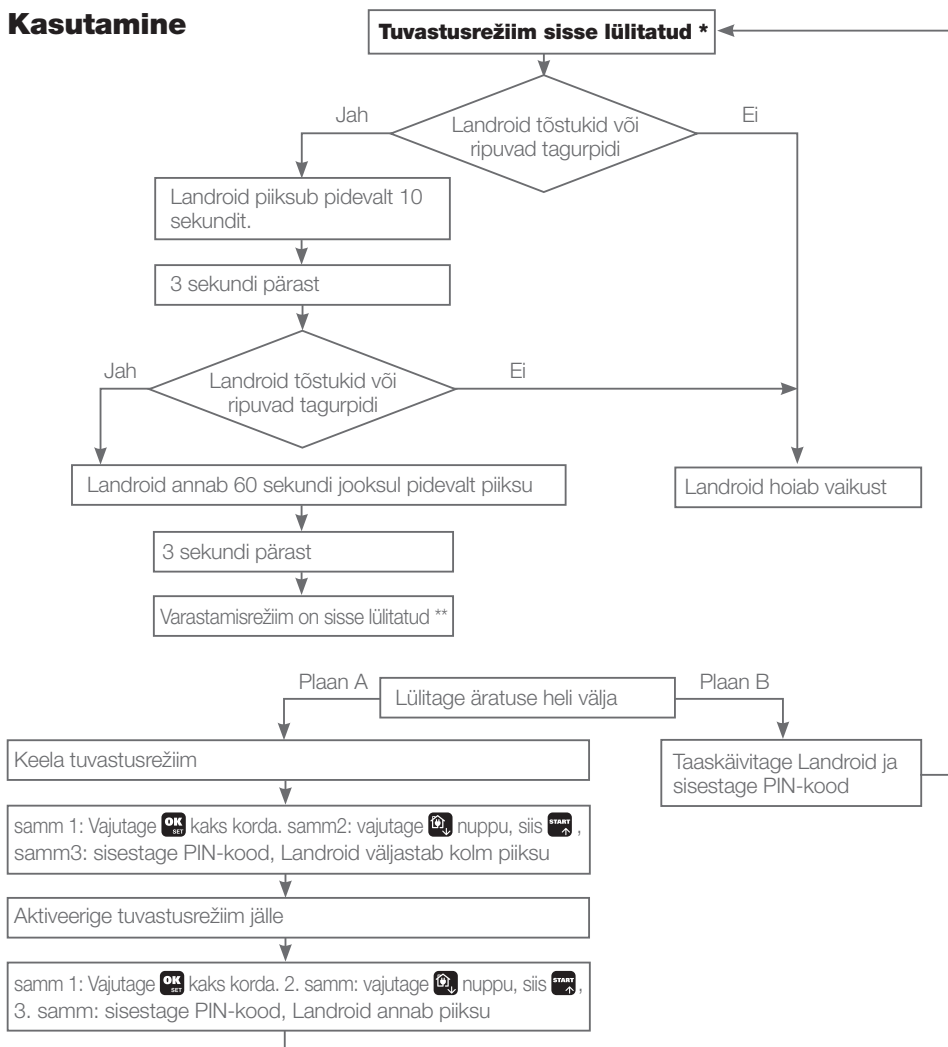 Kasutamine
Tuvastusrežiim sisse lülitatud *
Jah
Ei
Landroid tõstukid või
ripuvad tagurpidi
Landroid piiksub pidevalt 10
sekundit.
3 sekundi pärast
Jah
Ei
Landroid tõstukid või
ripuvad tagurpidi
Landroid annab 60 sekundi jooksul pidevalt piiksu
Landroid hoiab vaikust
3 sekundi pärast
Varastamisrežiim on sisse lülitatud **
Plaan A
Lülitage äratuse heli välja
Plaan B
Keela tuvastusrežiim
Taaskäivitage Landroid ja
sisestage PIN-kood
samm 1: Vajutage OK SET kaks korda. samm2: vajutage nuppu, siis START ,
samm3: sisestage PIN-kood, Landroid väljastab kolm piiksu
Aktiveerige tuvastusrežiim jälle
samm 1: Vajutage OK SET kaks korda. 2. samm: vajutage nuppu, siis START ,
3. samm: sisestage PIN-kood, Landroid annab piiksu